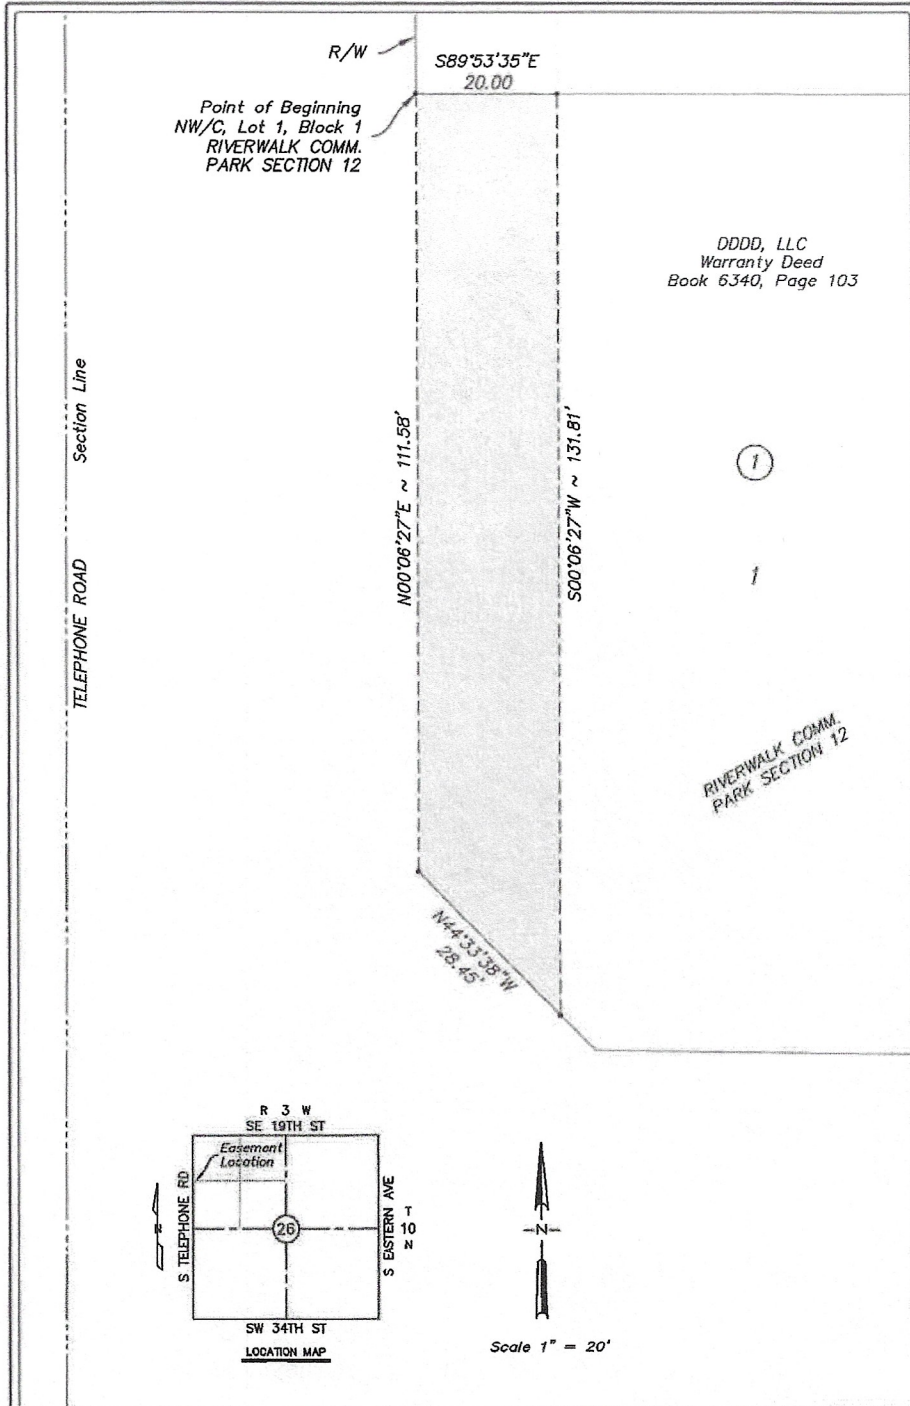 R/W
S89°53'35"E
20.00
Point of Beginning
NW/C, Lot 1, Block 1
RIVERWALK COMM.
PARK SECTION 12
DDDD, LLC
Warranty Deed
Book 6340, Page 103
Section Line
TELEPHONE ROAD
N00°06'27"E ~ 111.58'
S00°06'27"W ~ 131.81'
1
1
RIVERWALK COMM.
PARK SECTION 12
N44°33'38"W
28.45'
R 3 W
SE 19TH ST
Easement
Location
S TELEPHONE RD
26
S EASTERN AVE
T
10
N
SW 34TH ST
LOCATION MAP
N
N
Scale 1" = 20'